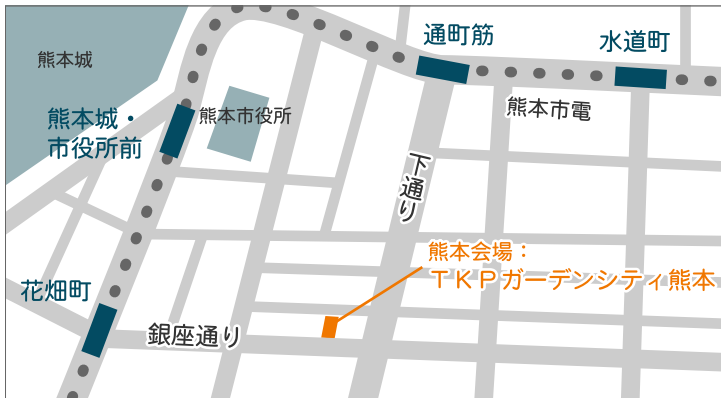 通町筋
水道町
熊本城
熊本市電
熊本城・
市役所前
熊本市役所
下通り
熊本会場：
TKPガーデンシティ熊本
花畑町
銀座通り